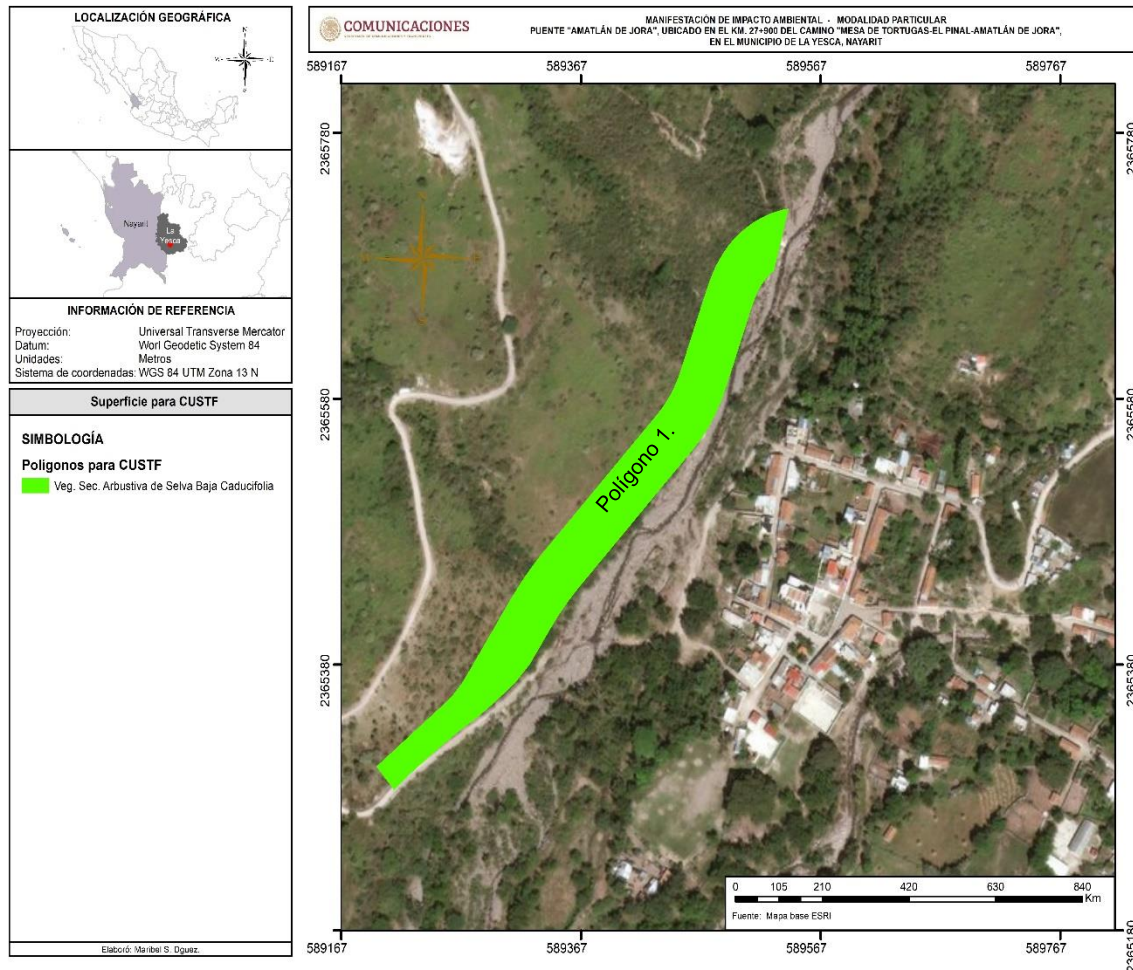 LOCALIZACIÓN GEOGRÁFICA
N
W
E
S
Nayarit
La
Yesca
INFORMACIÓN DE REFERENCIA
Proyección: Universal Transverse Mercator
Datum: Worl Geodetic System 84
Unidades: Metros
Sistema de coordenadas: WGS 84 UTM Zona 13 N
Superficie para CUSTF
SIMBOLOGÍA
Poligonos para CUSTF
Veg. Sec. Arbustiva de Selva Baja Caducifolia
Elaboró: Maribel S. Dguez.
COMUNICACIONES
MANIFESTACIÓN DE IMPACTO AMBIENTAL - MODALIDAD PARTICULAR
PUENTE "AMATLÁN DE JORA", UBICADO EN EL KM. 27+900 DEL CAMINO "MESA DE TORTUGAS-EL PINAL-AMATLÁN DE JORA",
EN EL MUNICIPIO DE LA YESCA, NAYARIT
589167 589367 589567 589767
2365780 2365780
2365580 2365580
Polígono 1.
2365380 2365380
0 105 210 420 630 840
Km
Fuente: Mapa base ESRI
2365180
589167 589367 589567 589767